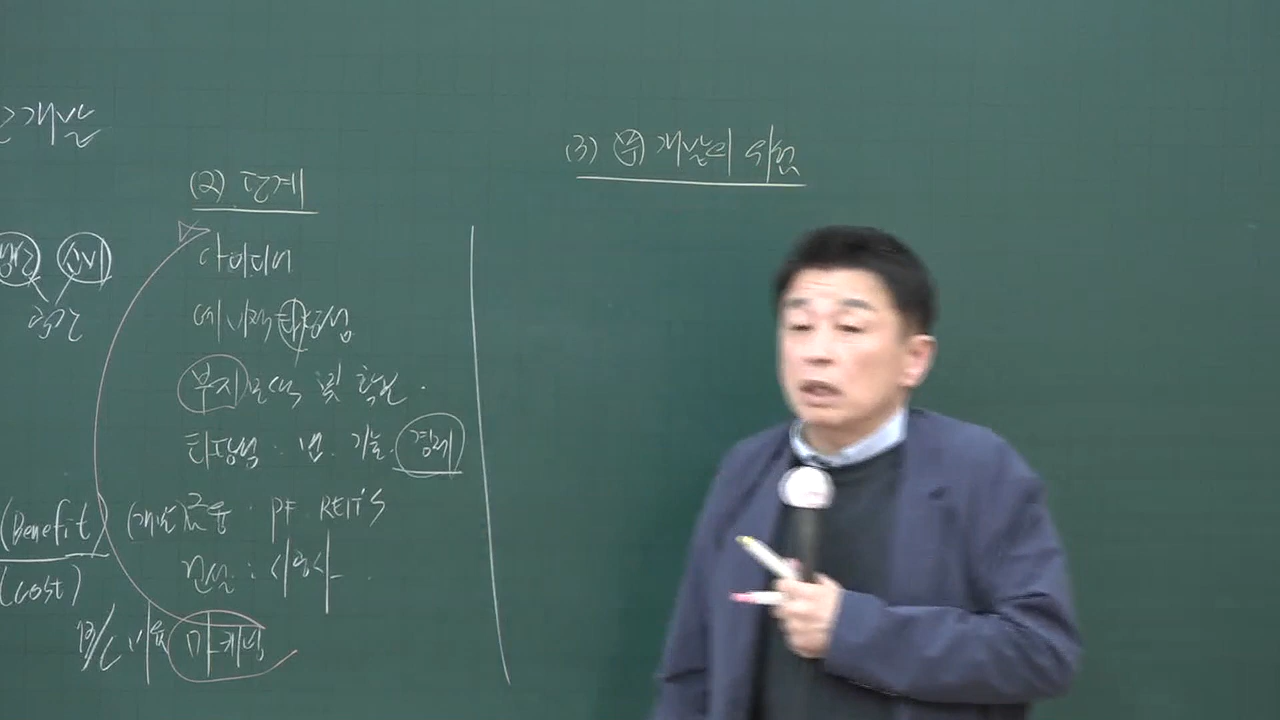 개발
(2) 단계
아이디어
예비적 타당성
부지모색 및 확보
타당성 · 법 · 기술 · 경제
(Benefit)
(개발)금융 · PF REITS
(Cost)
건설 : 시공사
B/C 비율
마케팅
(3) 부 개발의 위험